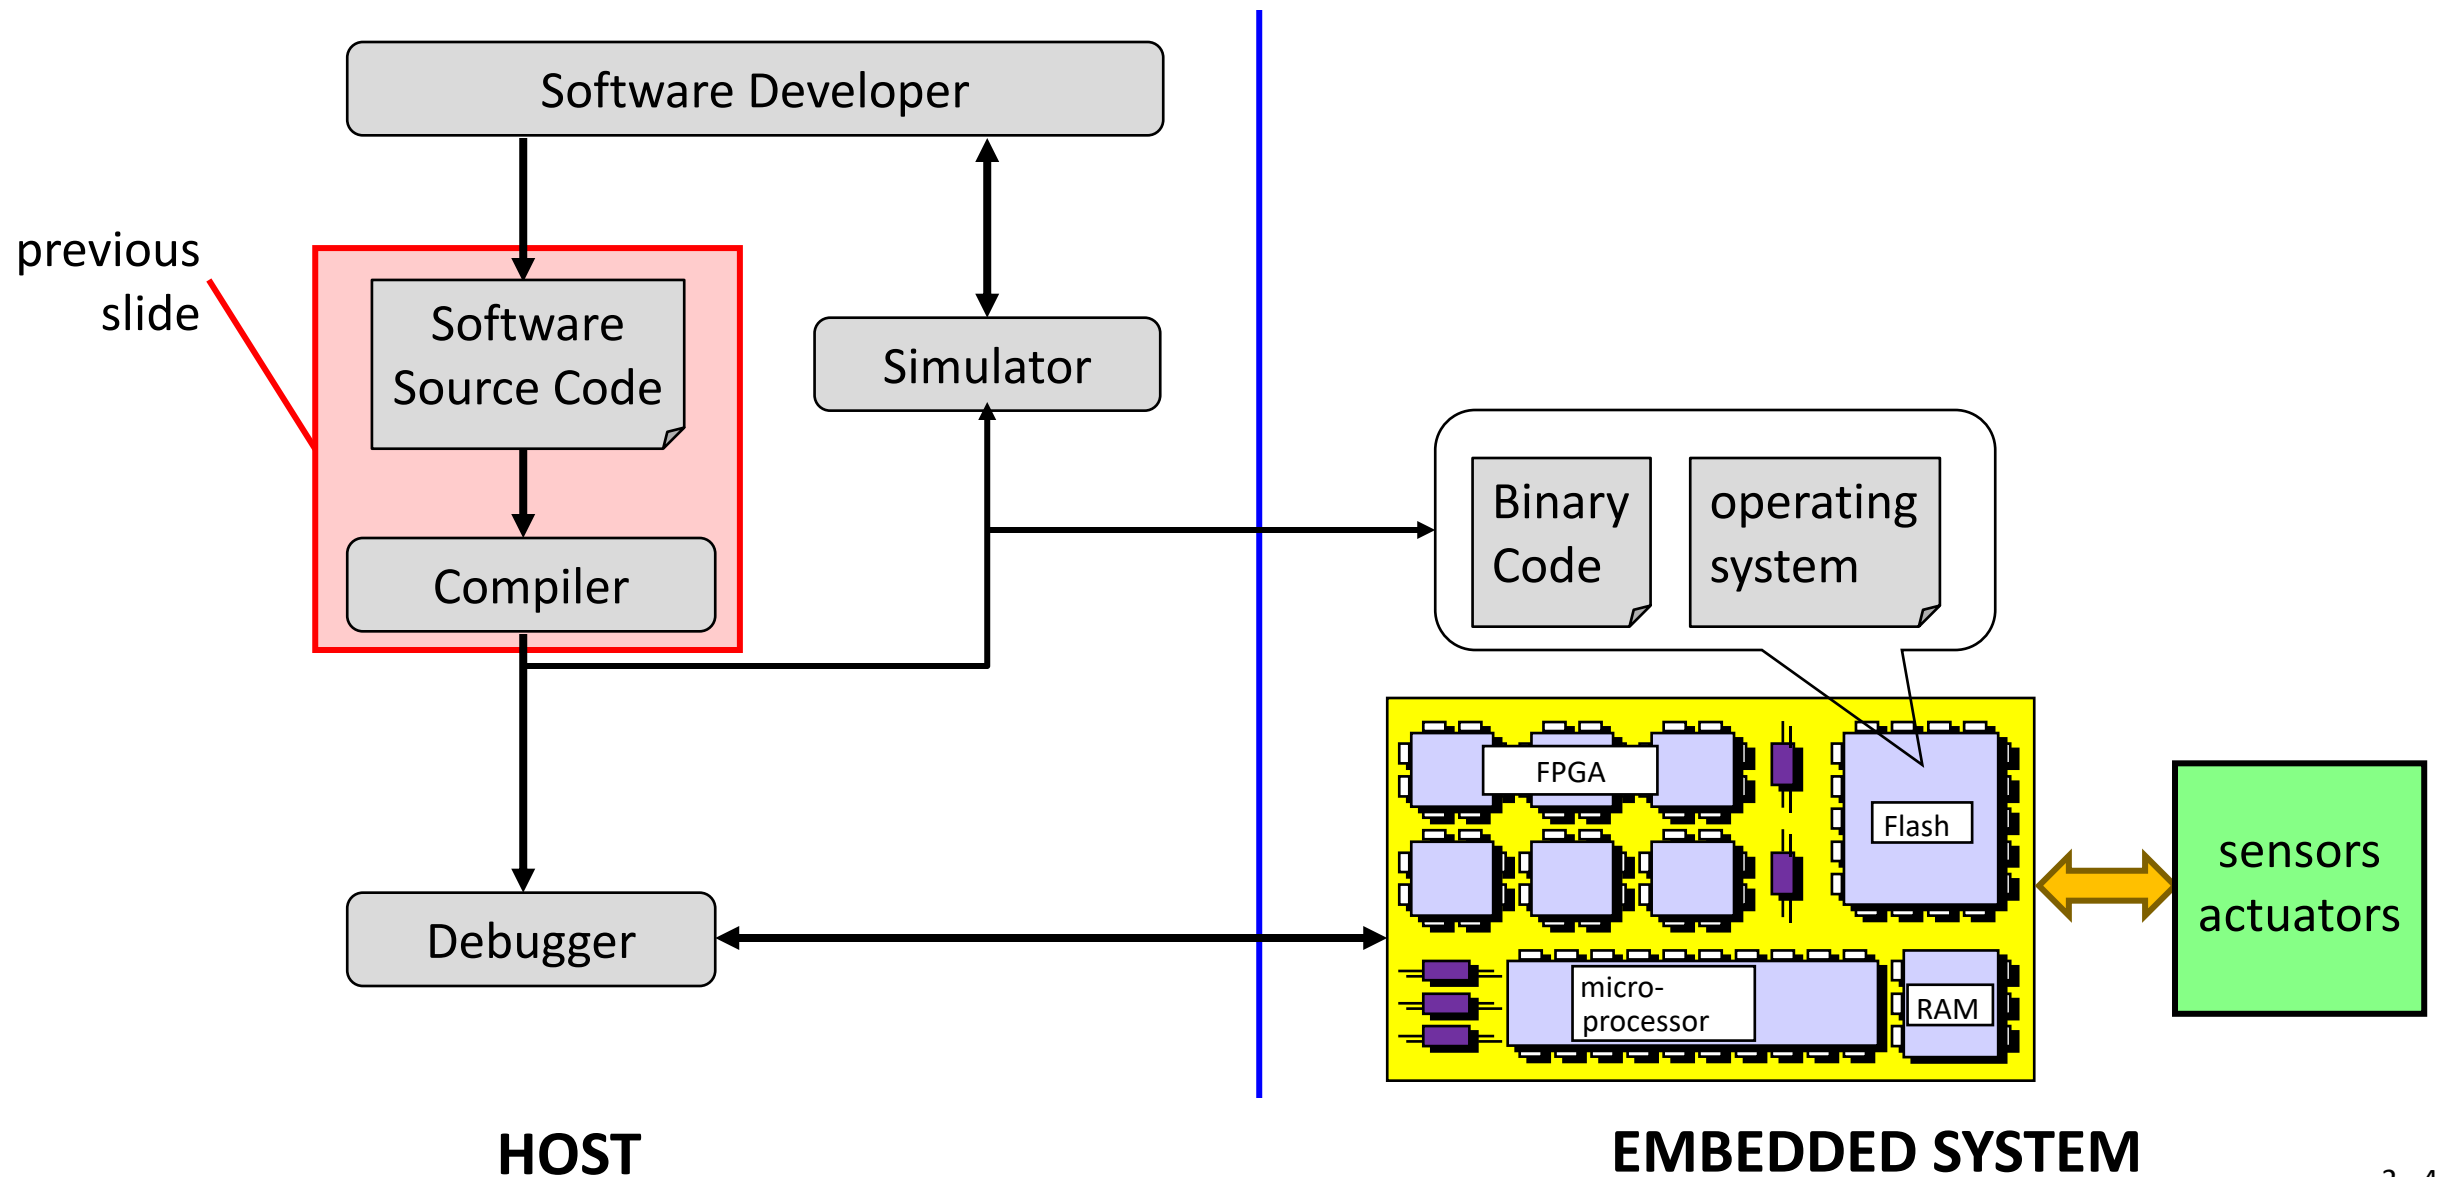 Software Developer
previous
slide
Software
Source Code
Simulator
Compiler
Binary
Code
operating
system
FPGA
Flash
sensors
actuators
Debugger
micro-
processor
RAM
HOST
EMBEDDED SYSTEM